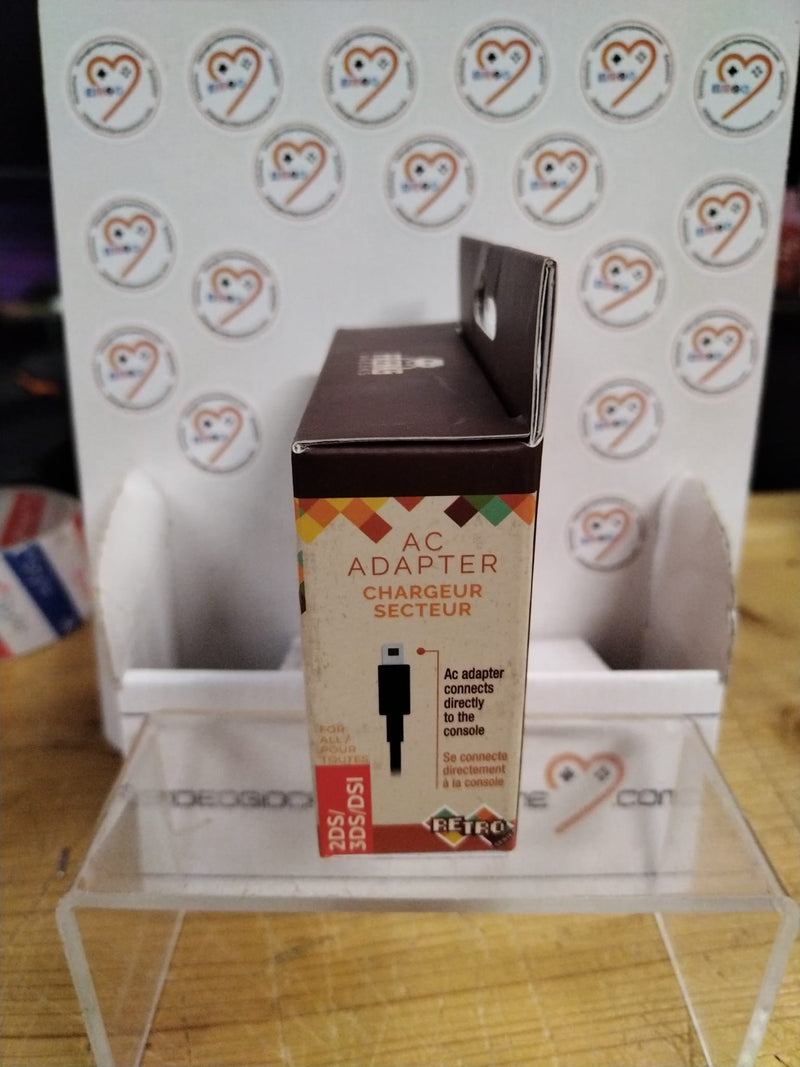 AC
ADAPTER
CHARGEUR
SECTEUR
Ac adapter
connects
directly
to the
console
Se connecte
directement
à la console
FOR
ALL/
POUR
TOUTES
2DS/
3DS/DSI
RETRO
.COM